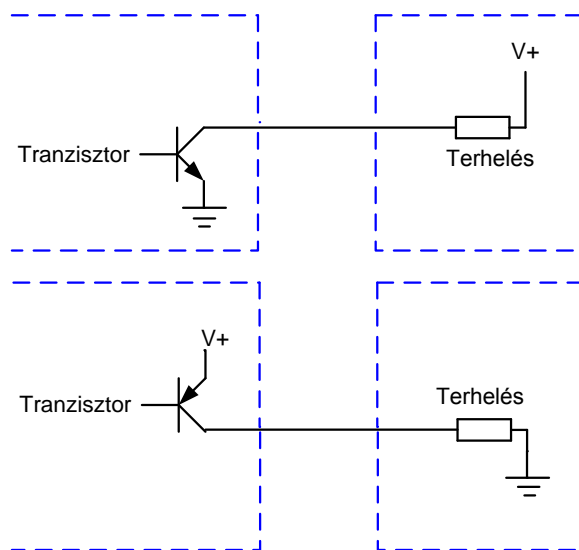 V+
Tranzisztor
Terhelés
V+
Terhelés
Tranzisztor